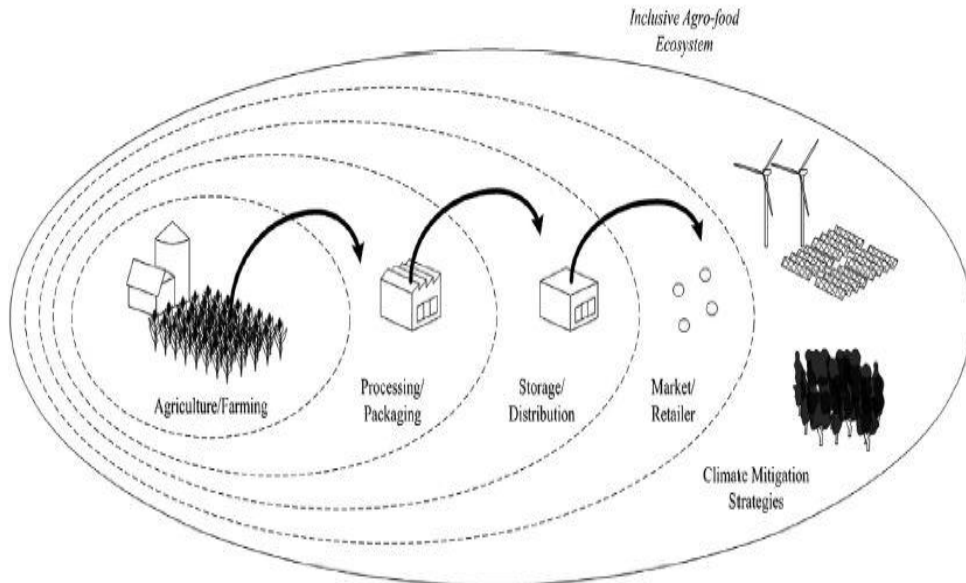 Inclusive Agro-food
Ecosystem
Agriculture/Farming
Processing/
Packaging
Storage/
Distribution
Market/
Retailer
Climate Mitigation
Strategies